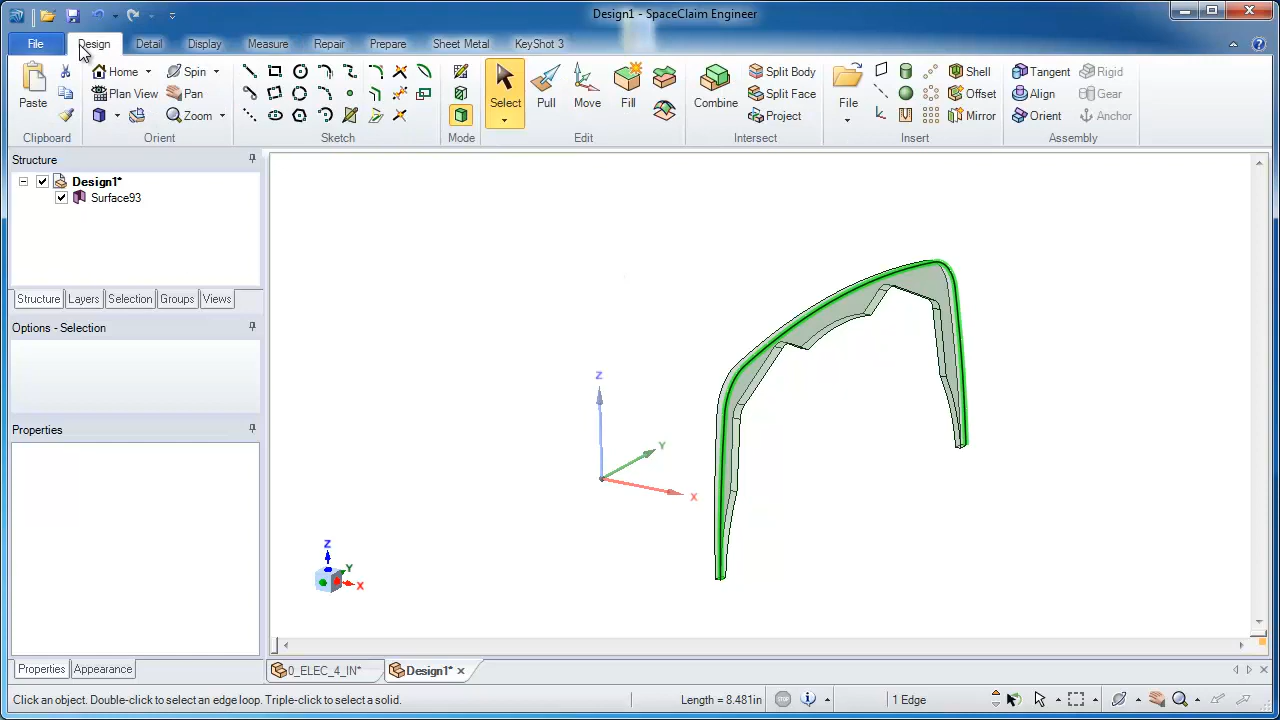 Design1 - SpaceClaim Engineer
File Design Detail Display Measure Repair Prepare Sheet Metal KeyShot 3
Paste
Clipboard
Home Spin
Plan View Pan
Zoom
Orient
Sketch
Mode
Select Pull Move Fill
Edit
Combine Split Body
Split Face
Project
Intersect
File Shell
Offset
Mirror
Insert
Tangent Rigid
Align Gear
Orient Anchor
Assembly
Structure
Design1*
Surface93
Structure Layers Selection Groups Views
Options - Selection
Properties
Properties Appearance
Z
Y
X
Z
Y
X
0_ELEC_4_IN* Design1*
Click an object. Double-click to select an edge loop. Triple-click to select a solid.
Length = 8.481in
1 Edge